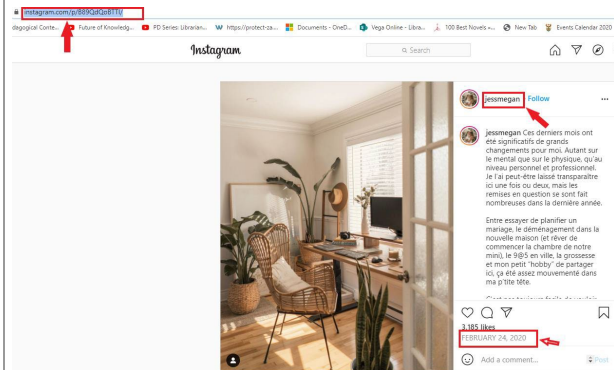 instagram.com/p/B89QdQoBTTi/
dagogical Conte... Future of Knowledg... PD Series: Librarian... https://protect-za.... Documents - OneD... Vega Online - Libra... 100 Best Novels «... New Tab Events Calendar 2020
Instagram
Search
jessmegan Follow ...
jessmegan Ces derniers mois ont
été significatifs de grands
changements pour moi. Autant sur
le mental que sur le physique, qu'au
niveau personnel et professionnel.
Je l'ai peut-être laissé transparaître
ici une fois ou deux, mais les
remises en question se sont fait
nombreuses dans la dernière année.
Entre essayer de planifier un
mariage, le déménagement dans la
nouvelle maison (et rêver de
commencer la chambre de notre
mini), le 9@5 en ville, la grossesse
et mon petit "hobby" de partager
ici, ça été assez mouvementé dans
ma p'tite tête.
3,185 likes
FEBRUARY 24, 2020
Add a comment... Post